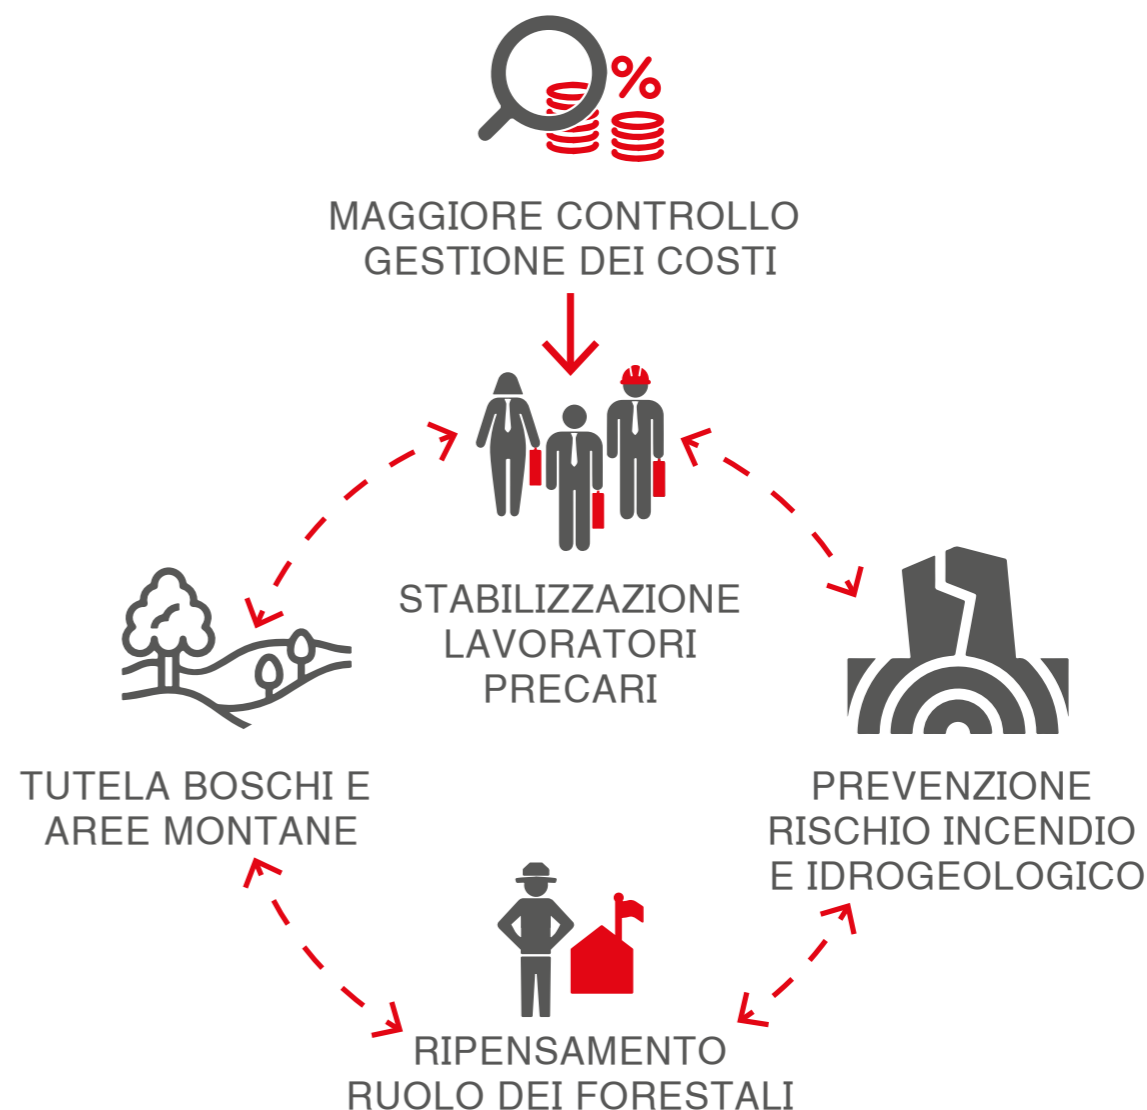 %
MAGGIORE CONTROLLO
GESTIONE DEI COSTI
STABILIZZAZIONE
LAVORATORI
PRECARI
TUTELA BOSCHI E
AREE MONTANE
PREVENZIONE
RISCHIO INCENDIO
E IDROGEOLOGICO
RIPENSAMENTO
RUOLO DEI FORESTALI